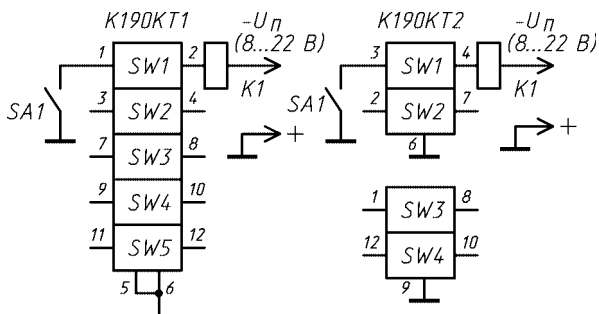 К190КТ1 -Uп К190КТ2 -Uп
(8...22 В) (8...22 В)
1 SW1 2 3 SW1 4
K1 K1
SA1 3 SW2 4 SA1 2 SW2 7
+ +
7 SW3 8 6
9 SW4 10 1 SW3 8
11 SW5 12 12 SW4 10
5 6 9